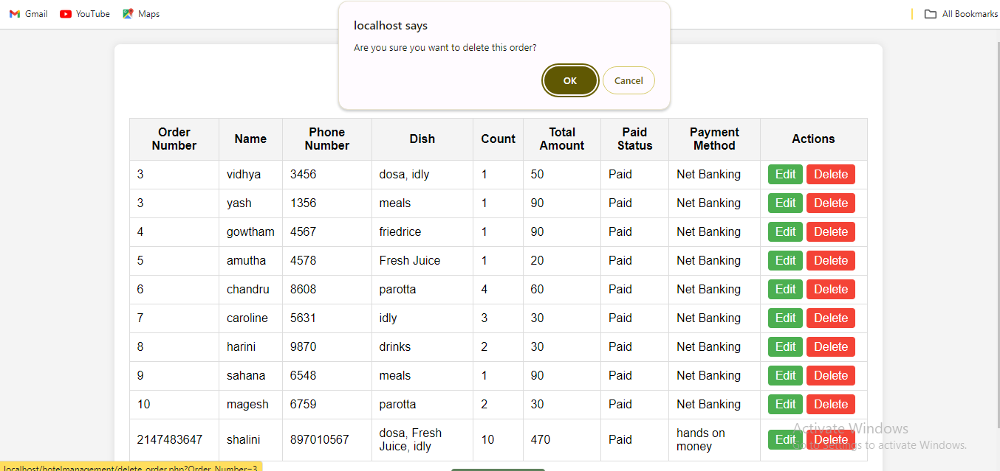 Gmail YouTube Maps All Bookmarks
localhost says
Are you sure you want to delete this order?
OK Cancel
Order Number Name Phone Number Dish Count Total Amount Paid Status Payment Method Actions
3 vidhya 3456 dosa, idly 1 50 Paid Net Banking Edit Delete
3 yash 1356 meals 1 90 Paid Net Banking Edit Delete
4 gowtham 4567 friedrice 1 90 Paid Net Banking Edit Delete
5 amutha 4578 Fresh Juice 1 20 Paid Net Banking Edit Delete
6 chandru 8608 parotta 4 60 Paid Net Banking Edit Delete
7 caroline 5631 idly 3 30 Paid Net Banking Edit Delete
8 harini 9870 drinks 2 30 Paid Net Banking Edit Delete
9 sahana 6548 meals 1 90 Paid Net Banking Edit Delete
10 magesh 6759 parotta 2 30 Paid Net Banking Edit Delete
2147483647 shalini 897010567 dosa, Fresh Juice, idly 10 470 Paid hands on money Edit Delete
Activate Windows
Go to Settings to activate Windows.
localhost/hotelmanagement/delete_order.php?Order_Number=3